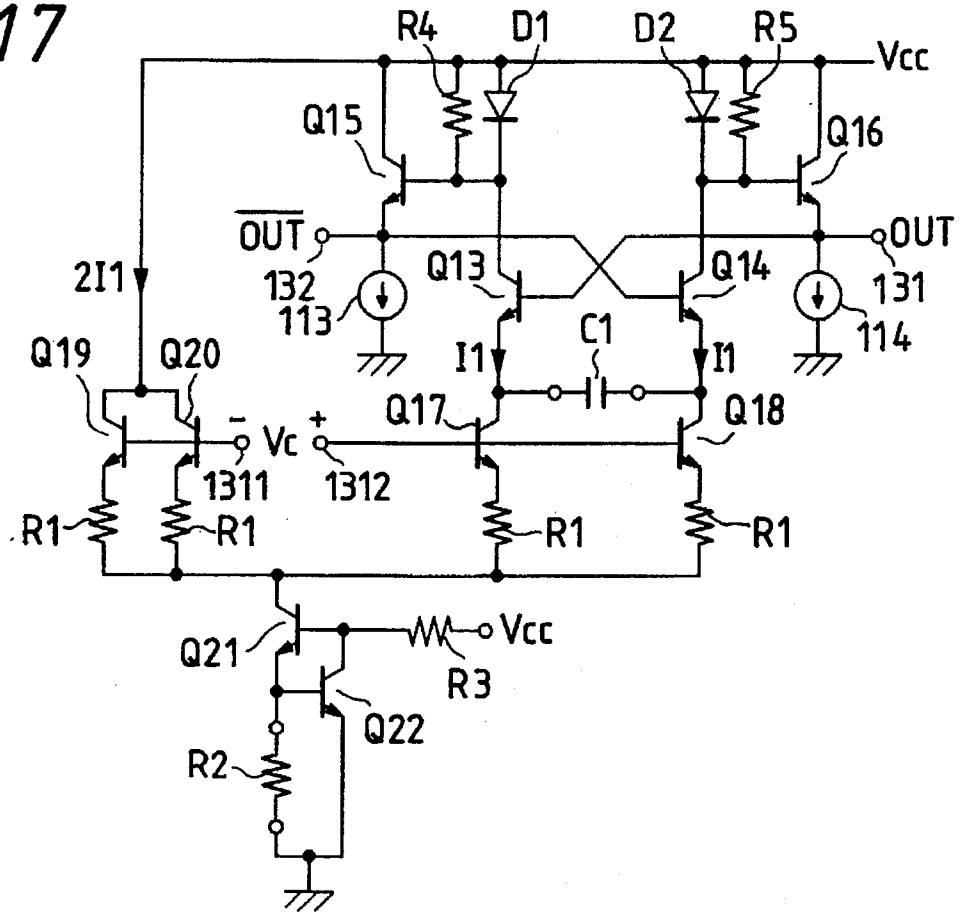 17
R4 D1 D2 R5
Vcc
Q15 Q16
OUT OUT
132 Q13 Q14 131
113 114
2I1
I1 C1 I1
Q19 Q20 Q17 Q18
- Vc +
1311 1312
R1 R1 R1 R1
Q21 Vcc
R3
Q22
R2